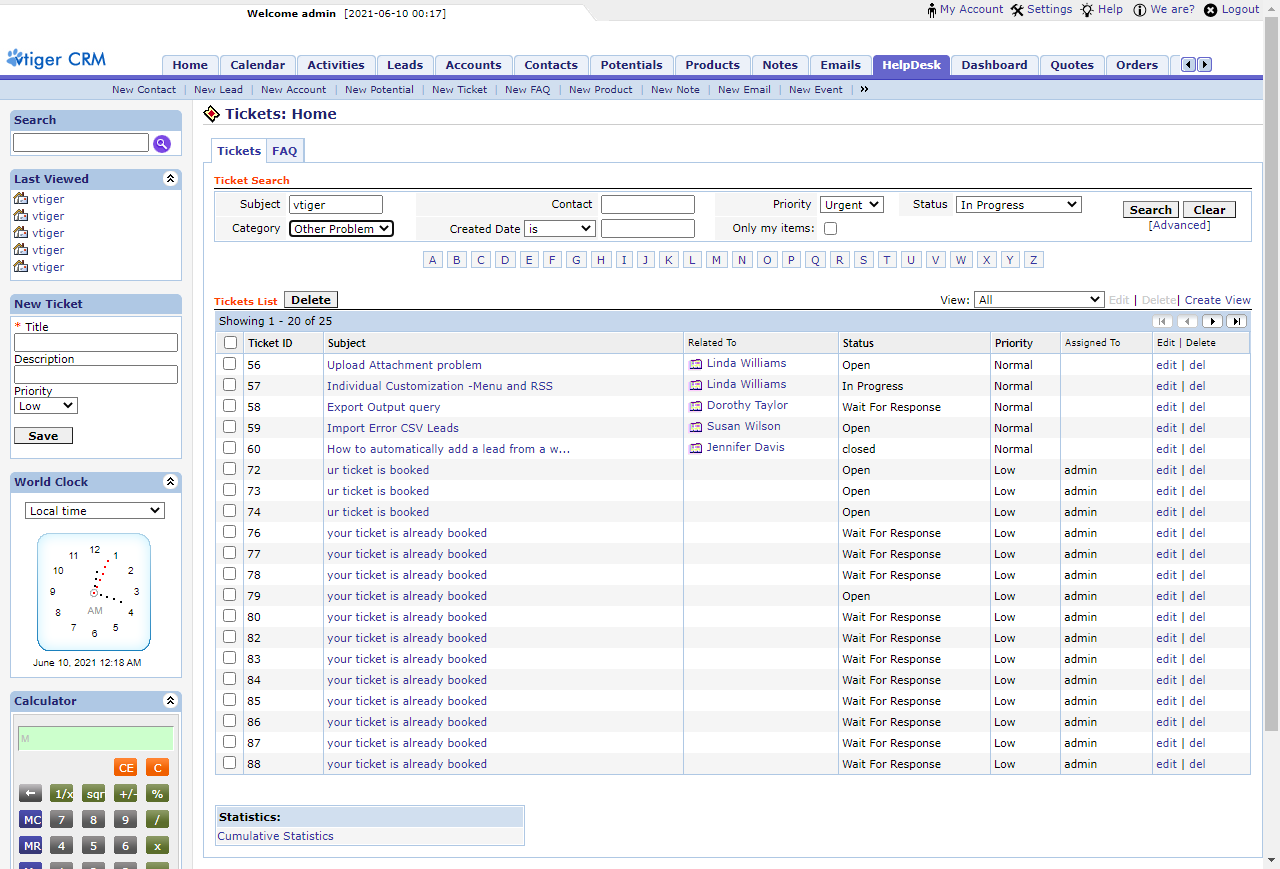 Welcome admin [2021-06-10 00:17]
My Account Settings Help We are? Logout
vtiger CRM
Home Calendar Activities Leads Accounts Contacts Potentials Products Notes Emails HelpDesk Dashboard Quotes Orders
New Contact | New Lead | New Account | New Potential | New Ticket | New FAQ | New Product | New Note | New Email | New Event | »
Search
Last Viewed
vtiger
vtiger
vtiger
vtiger
vtiger
New Ticket
* Title
Description
Priority
Low
Save
World Clock
Local time
12
11 1
10 2
9 3
AM
8 4
7 5
6
June 10, 2021 12:18 AM
Calculator
M
CE C
← 1/x sqr +/- %
MC 7 8 9 /
MR 4 5 6 x
Tickets: Home
Tickets FAQ
Ticket Search
Subject vtiger Contact Priority Urgent Status In Progress Search Clear
Category Other Problem Created Date is Only my items: [Advanced]
A B C D E F G H I J K L M N O P Q R S T U V W X Y Z
Tickets List Delete View: All Edit | Delete | Create View
Showing 1 - 20 of 25
Ticket ID Subject Related To Status Priority Assigned To Edit | Delete
56 Upload Attachment problem Linda Williams Open Normal edit | del
57 Individual Customization -Menu and RSS Linda Williams In Progress Normal edit | del
58 Export Output query Dorothy Taylor Wait For Response Normal edit | del
59 Import Error CSV Leads Susan Wilson Open Normal edit | del
60 How to automatically add a lead from a w... Jennifer Davis closed Normal edit | del
72 ur ticket is booked Open Low admin edit | del
73 ur ticket is booked Open Low admin edit | del
74 ur ticket is booked Open Low admin edit | del
76 your ticket is already booked Wait For Response Low admin edit | del
77 your ticket is already booked Wait For Response Low admin edit | del
78 your ticket is already booked Wait For Response Low admin edit | del
79 your ticket is already booked Open Low admin edit | del
80 your ticket is already booked Wait For Response Low admin edit | del
82 your ticket is already booked Wait For Response Low admin edit | del
83 your ticket is already booked Wait For Response Low admin edit | del
84 your ticket is already booked Wait For Response Low admin edit | del
85 your ticket is already booked Wait For Response Low admin edit | del
86 your ticket is already booked Wait For Response Low admin edit | del
87 your ticket is already booked Wait For Response Low admin edit | del
88 your ticket is already booked Wait For Response Low admin edit | del
Statistics:
Cumulative Statistics